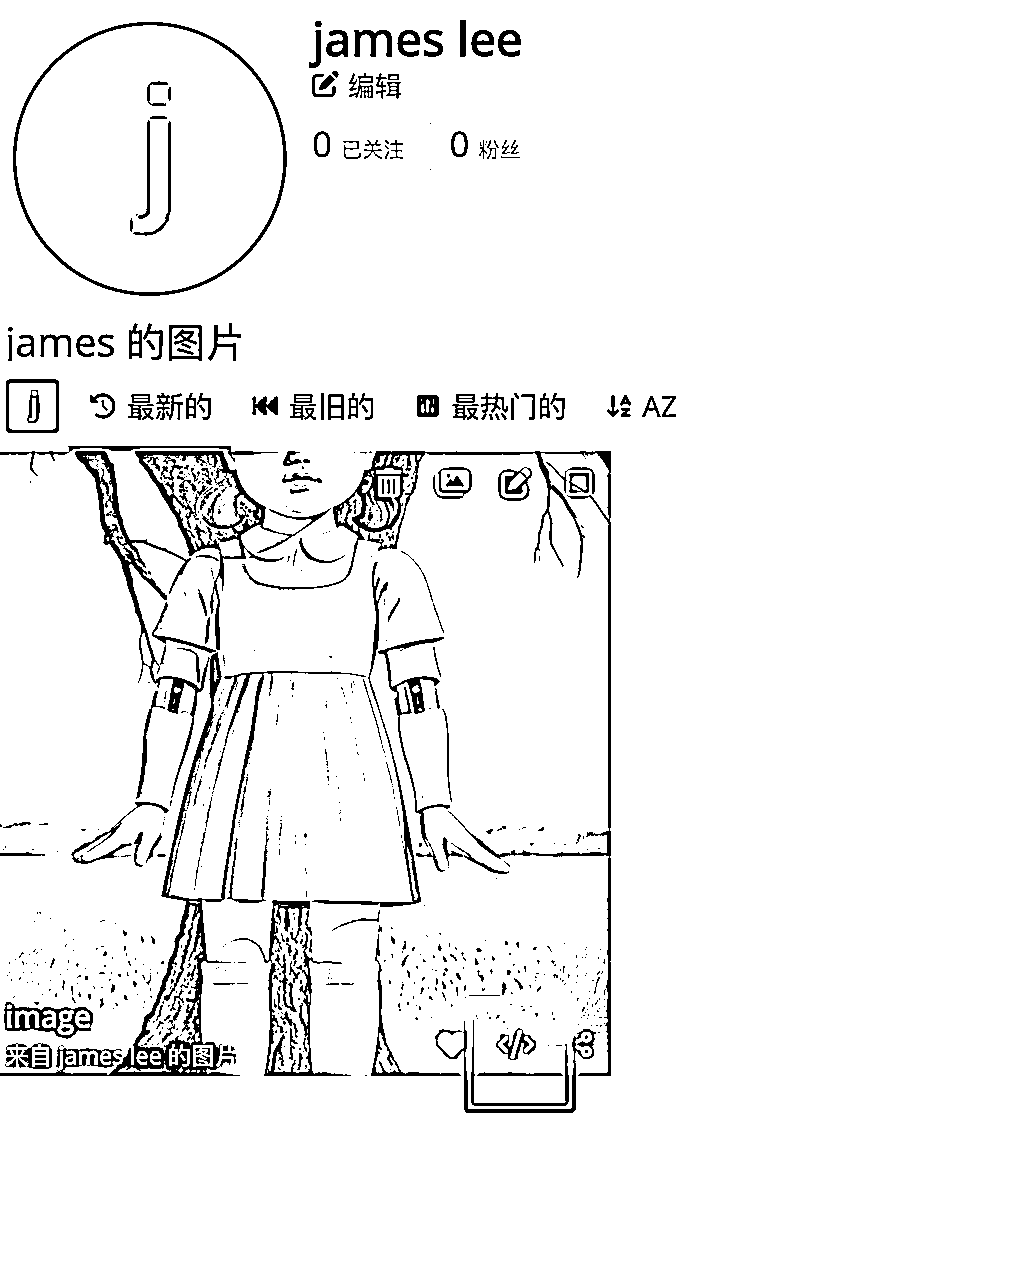 j
james lee
编辑
0 已关注 0 粉丝
james 的图片
j 最新的 最旧的 最热门的 AZ
image
来自 james lee 的图片